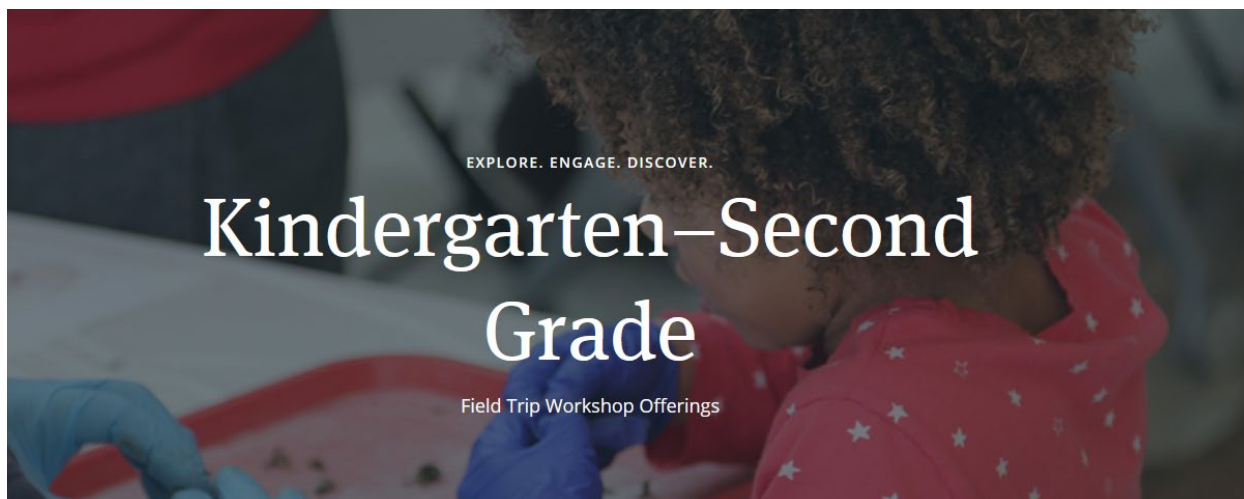 EXPLORE. ENGAGE. DISCOVER.
Kindergarten–Second
Grade
Field Trip Workshop Offerings